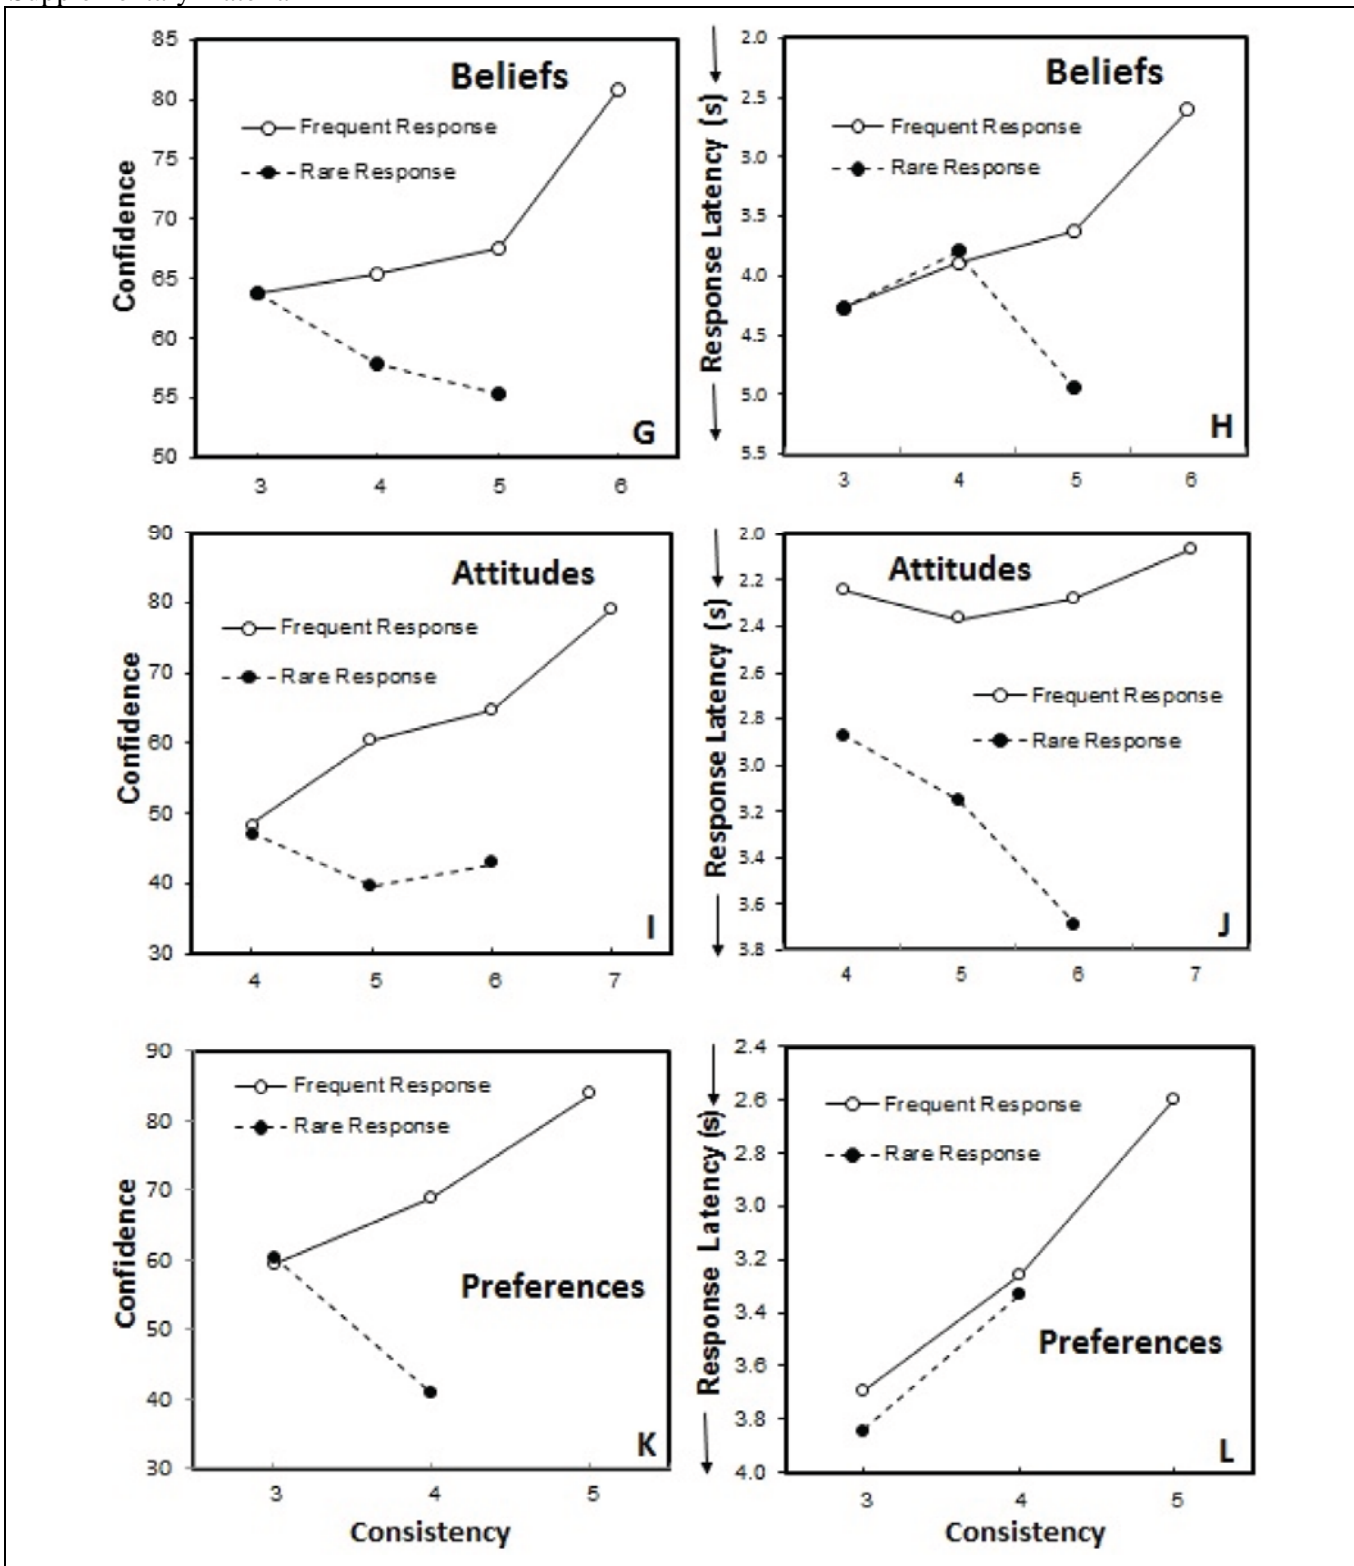 Supplementary Material
85
80
75
70
65
60
55
50
Confidence
Beliefs
Frequent Response
Rare Response
G
3 4 5 6
2.0
2.5
3.0
3.5
4.0
4.5
5.0
5.5
Response Latency (s)
Beliefs
Frequent Response
Rare Response
H
3 4 5 6
90
80
70
60
50
40
30
Confidence
Attitudes
Frequent Response
Rare Response
I
4 5 6 7
2.0
2.2
2.4
2.6
2.8
3.0
3.2
3.4
3.6
3.8
Response Latency (s)
Attitudes
Frequent Response
Rare Response
J
4 5 6 7
90
80
70
60
50
40
30
Confidence
Frequent Response
Rare Response
Preferences
K
3 4 5
Consistency
2.4
2.6
2.8
3.0
3.2
3.4
3.6
3.8
4.0
Response Latency (s)
Frequent Response
Rare Response
Preferences
L
3 4 5
Consistency